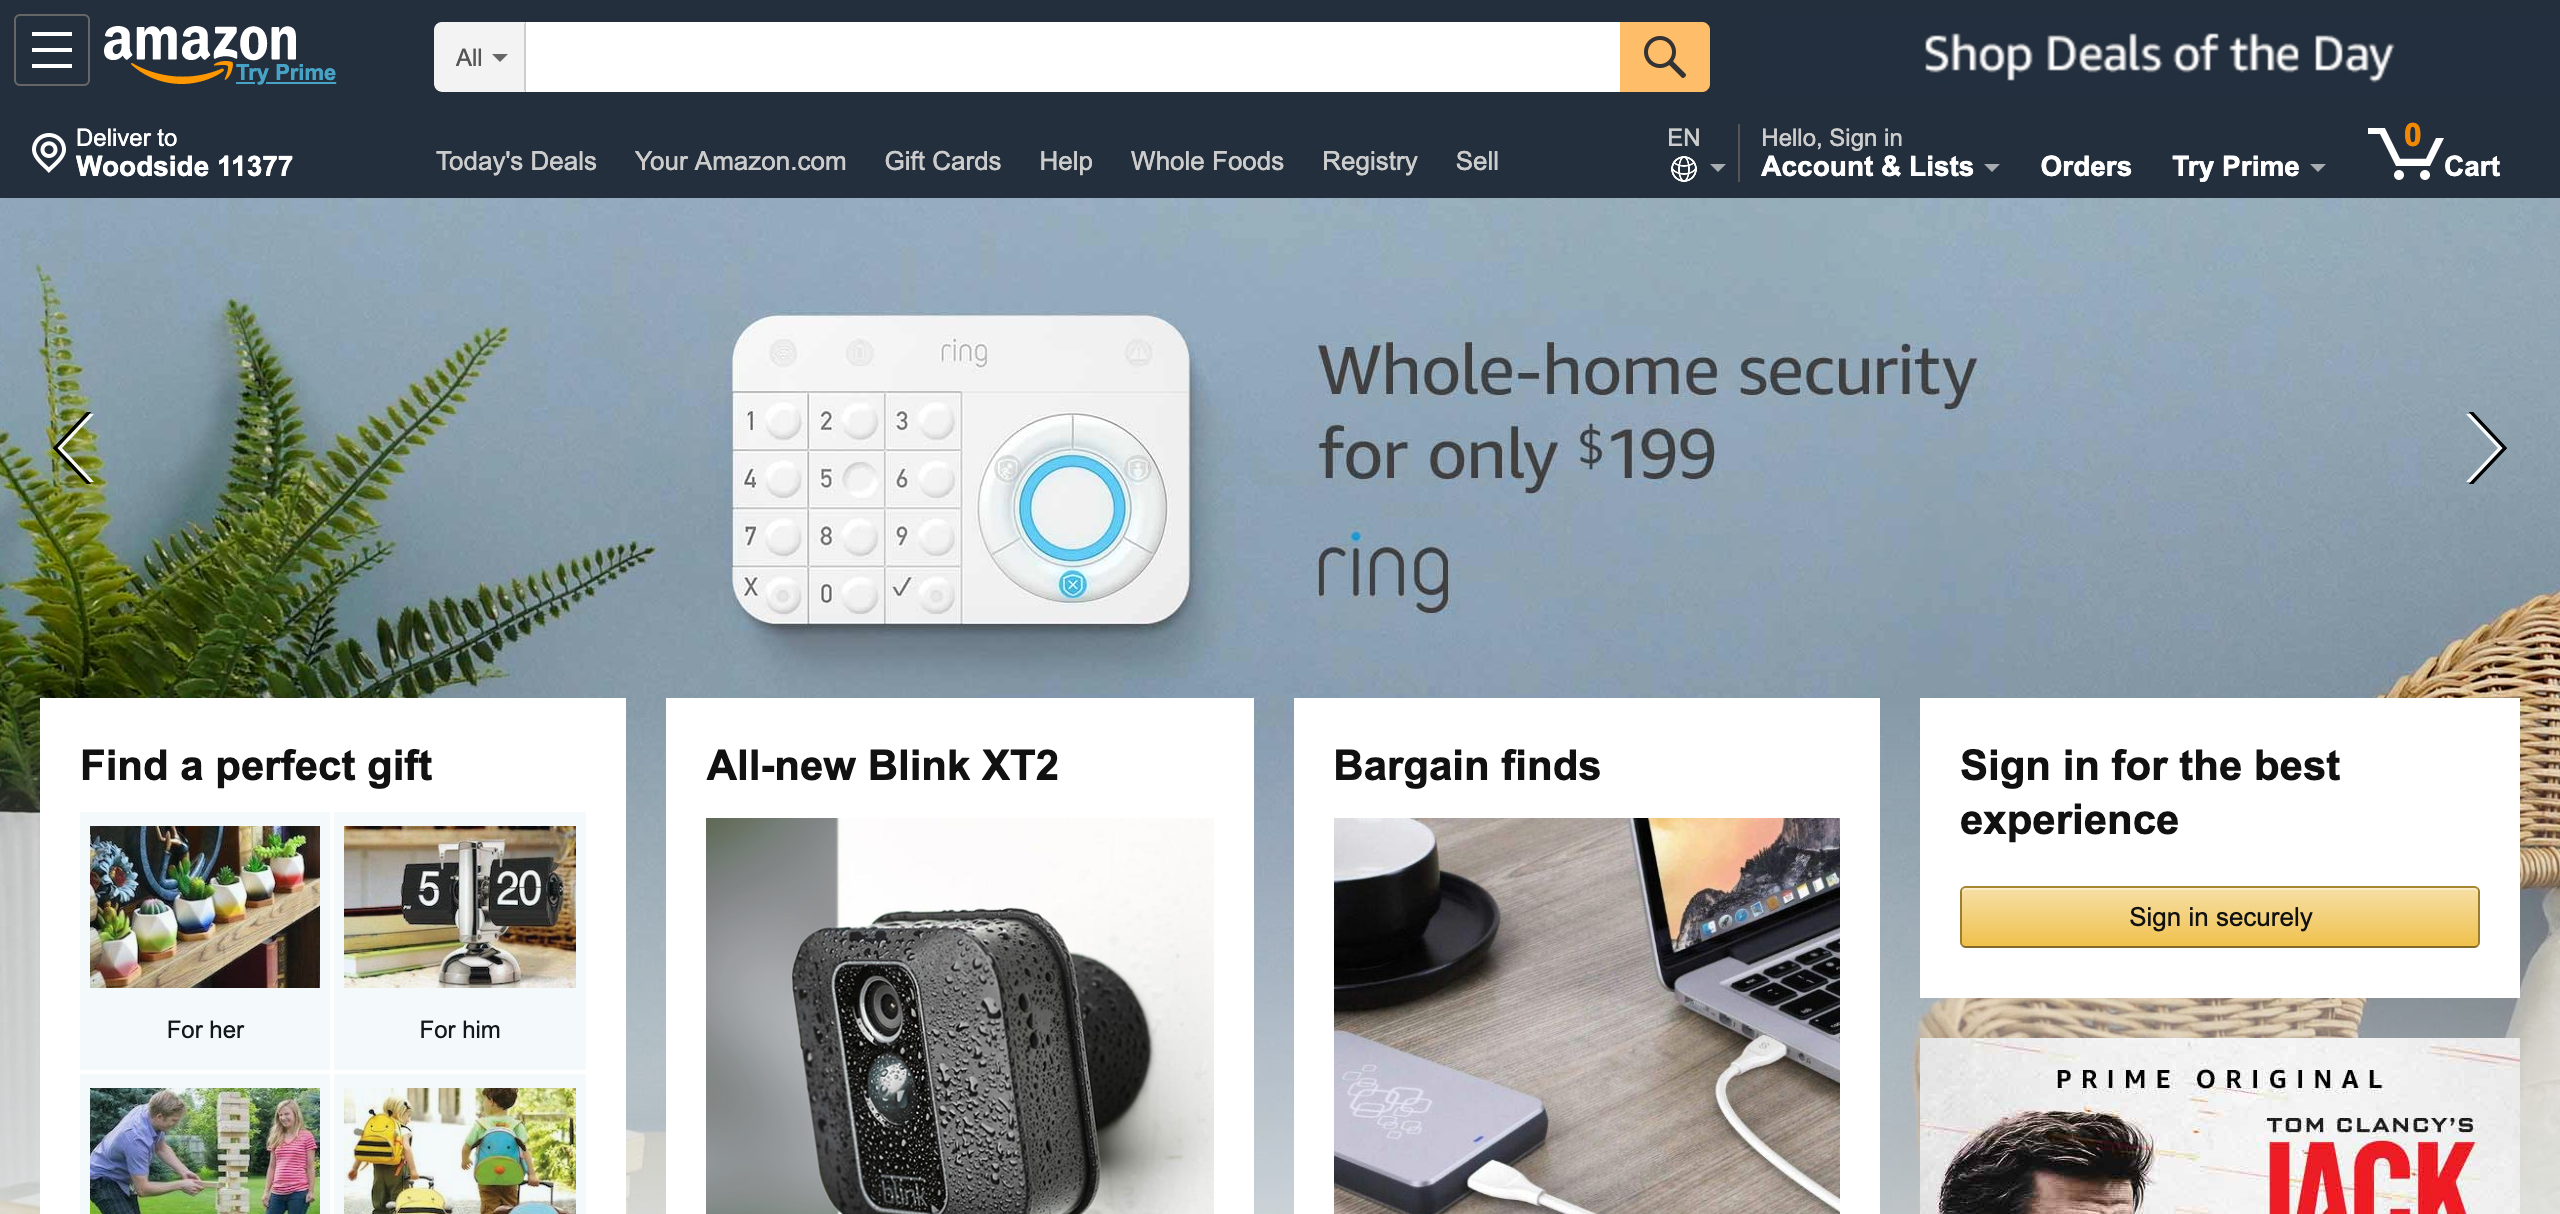 amazon
Try Prime
All
Shop Deals of the Day
Deliver to
Woodside 11377
Today's Deals
Your Amazon.com
Gift Cards
Help
Whole Foods
Registry
Sell
EN
Hello, Sign in
Account & Lists
Orders
Try Prime
0
Cart
ring
1 2 3
4 5 6
7 8 9
X 0 ✓
Whole-home security
for only $199
ring
Find a perfect gift
5 20
For her
For him
All-new Blink XT2
blink
Bargain finds
Sign in for the best
experience
Sign in securely
PRIME ORIGINAL
TOM CLANCY'S
JACK